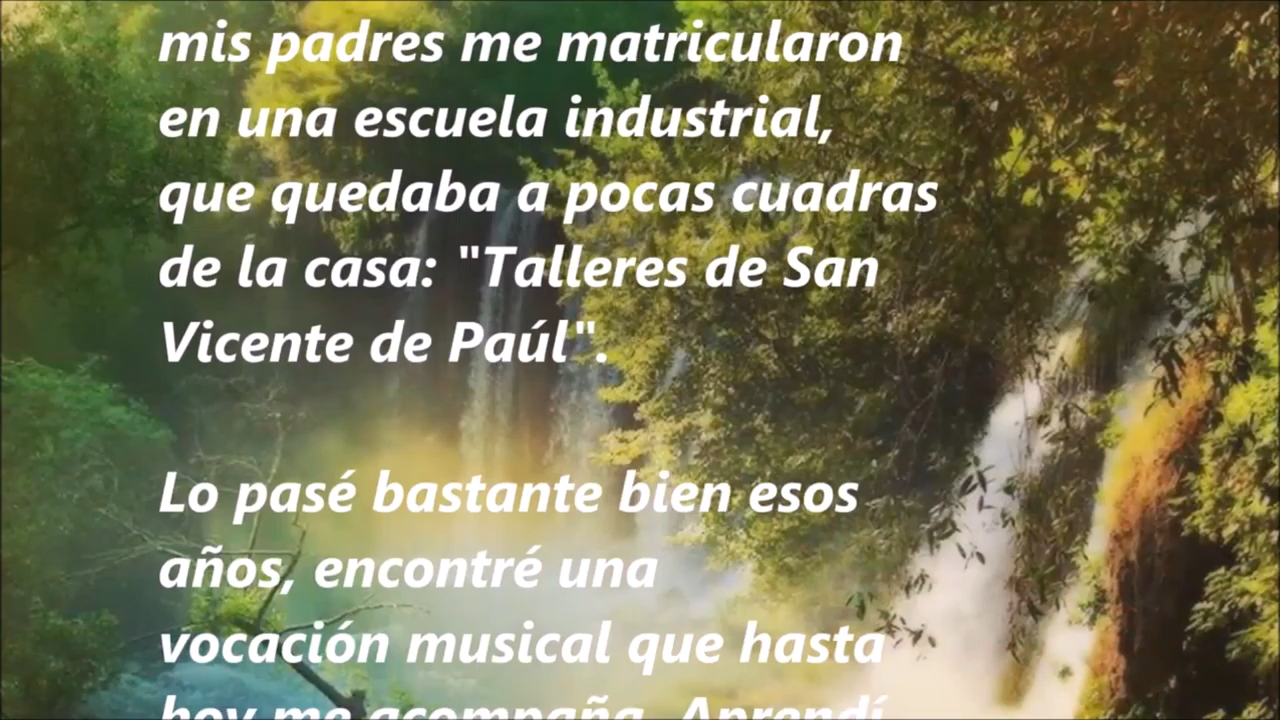 mis padres me matricularon
en una escuela industrial,
que quedaba a pocas cuadras
de la casa: "Talleres de San
Vicente de Paúl".
Lo pasé bastante bien esos
años, encontré una
vocación musical que hasta
hoy me acompaña. Aprendí